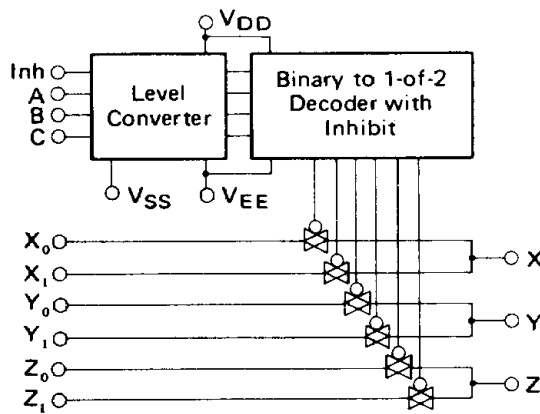 VDD
Inh
A
B
C
Level
Converter
Binary to 1-of-2
Decoder with
Inhibit
VSS
VEE
X0
X1
X
Y0
Y1
Y
Z0
Z1
Z